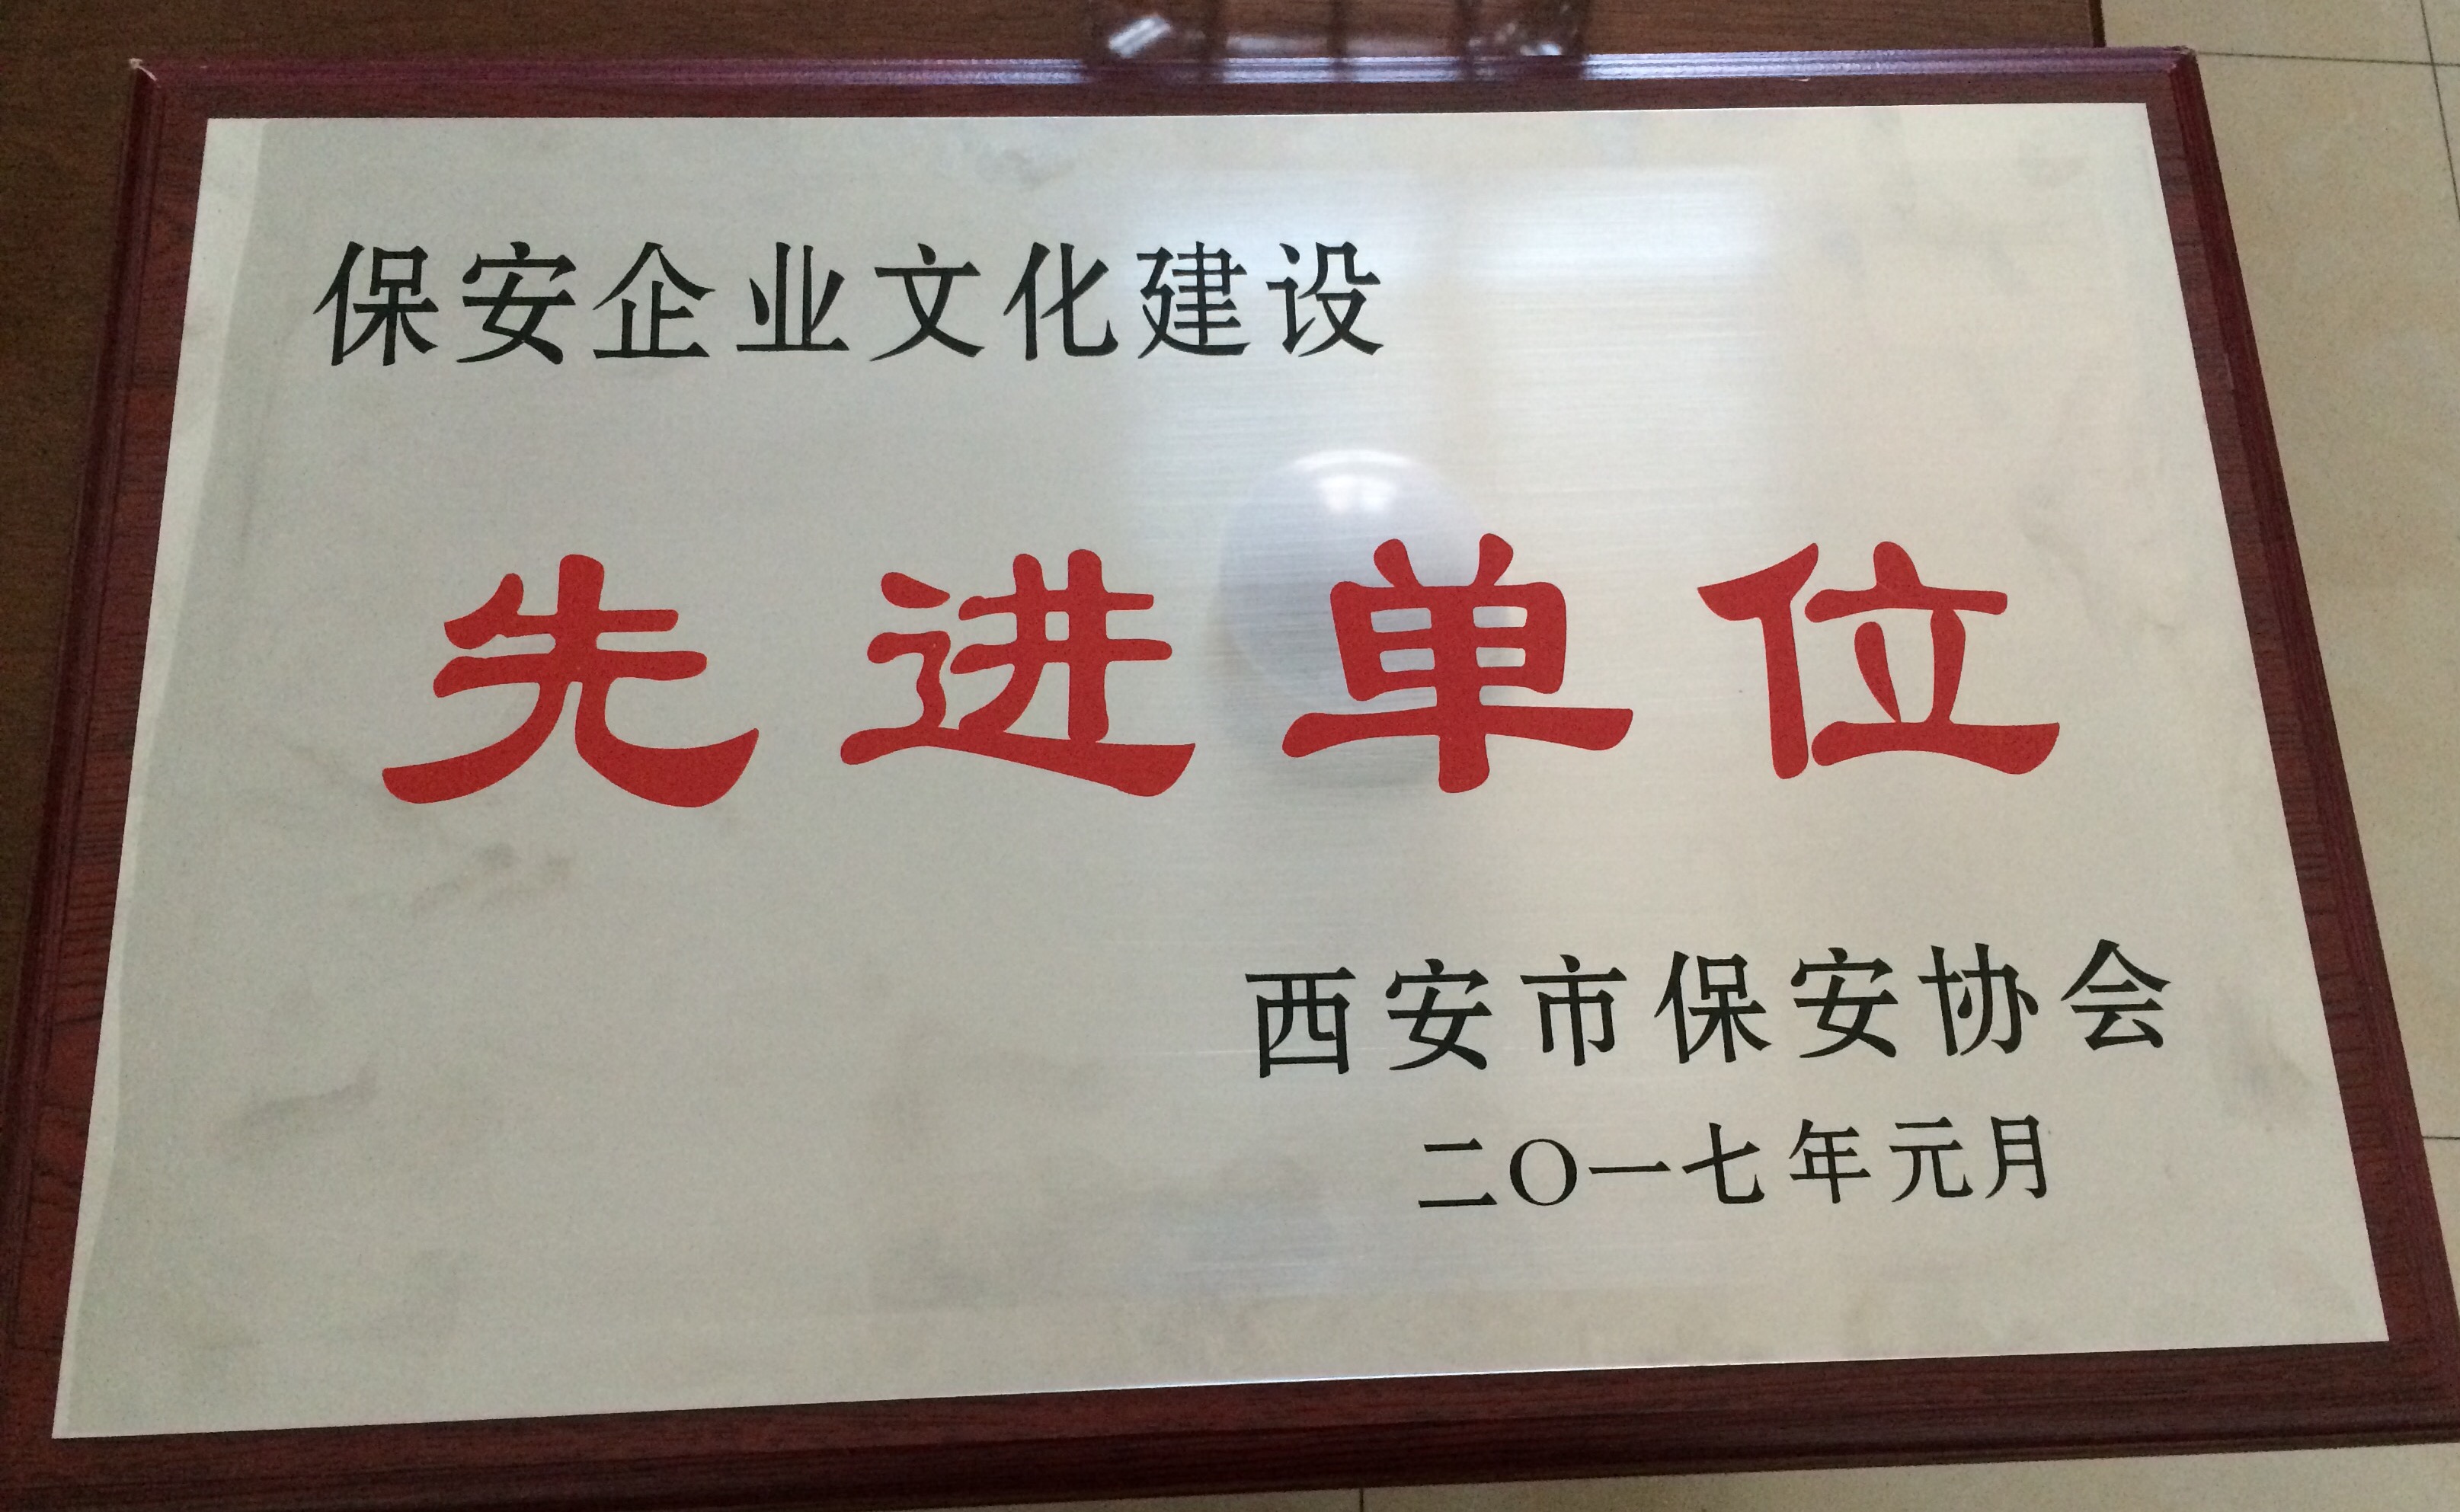 保安企业文化建设
先进单位
西安市保安协会
二〇一七年元月